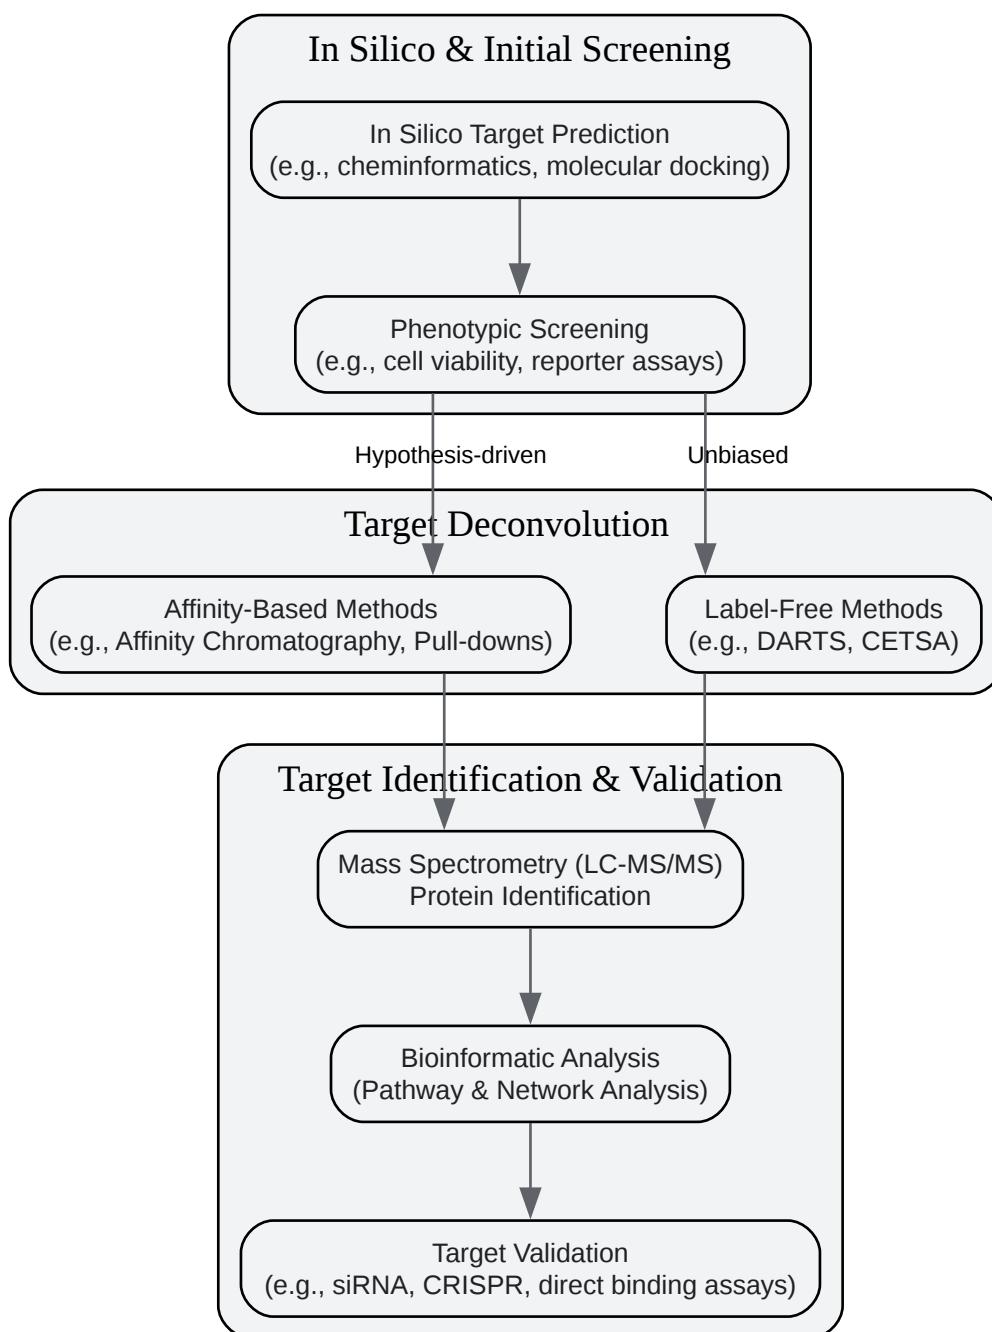 In Silico & Initial Screening
In Silico Target Prediction
(e.g., cheminformatics, molecular docking)
Phenotypic Screening
(e.g., cell viability, reporter assays)
Hypothesis-driven
Unbiased
Target Deconvolution
Affinity-Based Methods
(e.g., Affinity Chromatography, Pull-downs)
Label-Free Methods
(e.g., DARTS, CETSA)
Target Identification & Validation
Mass Spectrometry (LC-MS/MS)
Protein Identification
Bioinformatic Analysis
(Pathway & Network Analysis)
Target Validation
(e.g., siRNA, CRISPR, direct binding assays)